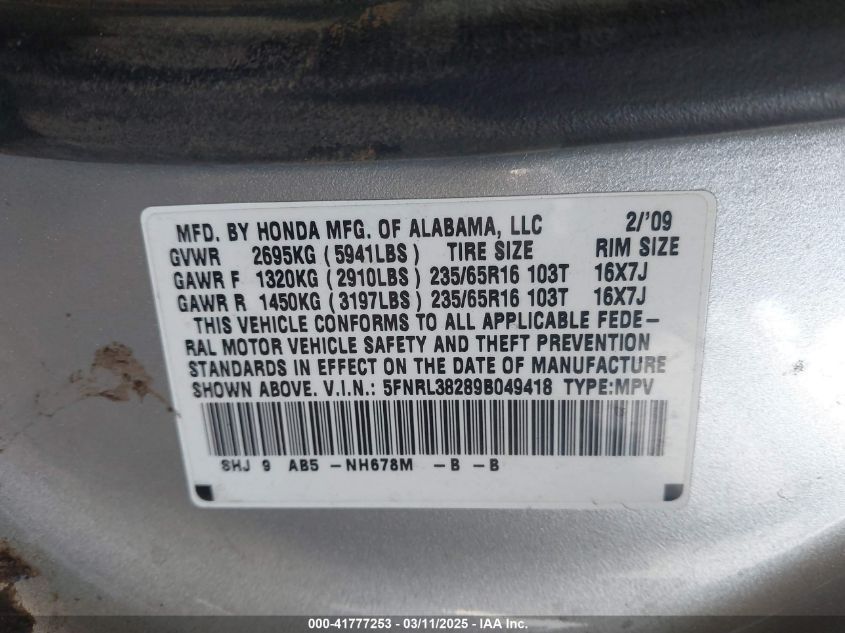 MFD. BY HONDA MFG. OF ALABAMA, LLC 2/'09
GVWR 2695KG (5941LBS) TIRE SIZE RIM SIZE
GAWR F 1320KG (2910LBS) 235/65R16 103T 16X7J
GAWR R 1450KG (3197LBS) 235/65R16 103T 16X7J
THIS VEHICLE CONFORMS TO ALL APPLICABLE FEDE-
RAL MOTOR VEHICLE SAFETY AND THEFT PREVENTION
STANDARDS IN EFFECT ON THE DATE OF MANUFACTURE
SHOWN ABOVE. V.I.N.: 5FNRL38289B049418 TYPE:MPV
SHJ 9 AB5 -NH678M -B -B
000-41777253 - 03/11/2025 - IAA Inc.